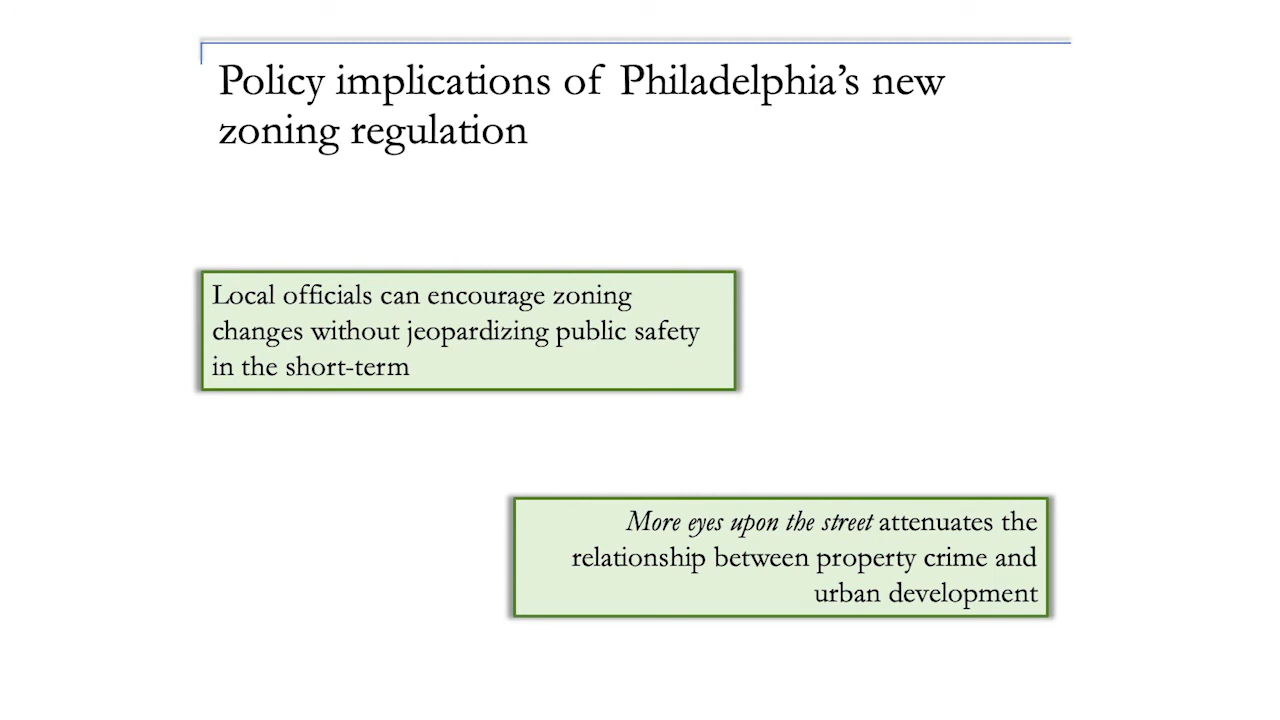 Policy implications of Philadelphia’s new
zoning regulation
Local officials can encourage zoning
changes without jeopardizing public safety
in the short-term
More eyes upon the street attenuates the
relationship between property crime and
urban development